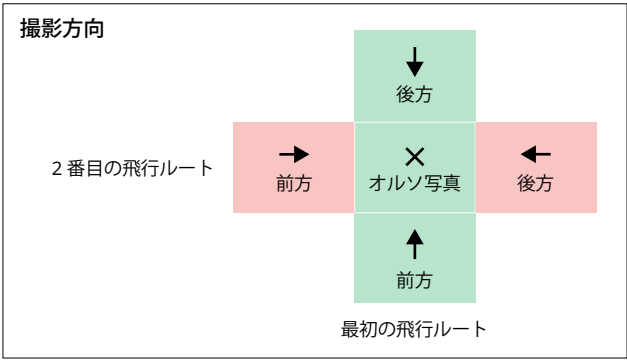 撮影方向
後方
2 番目の飛行ルート
前方
オルソ写真
後方
前方
最初の飛行ルート